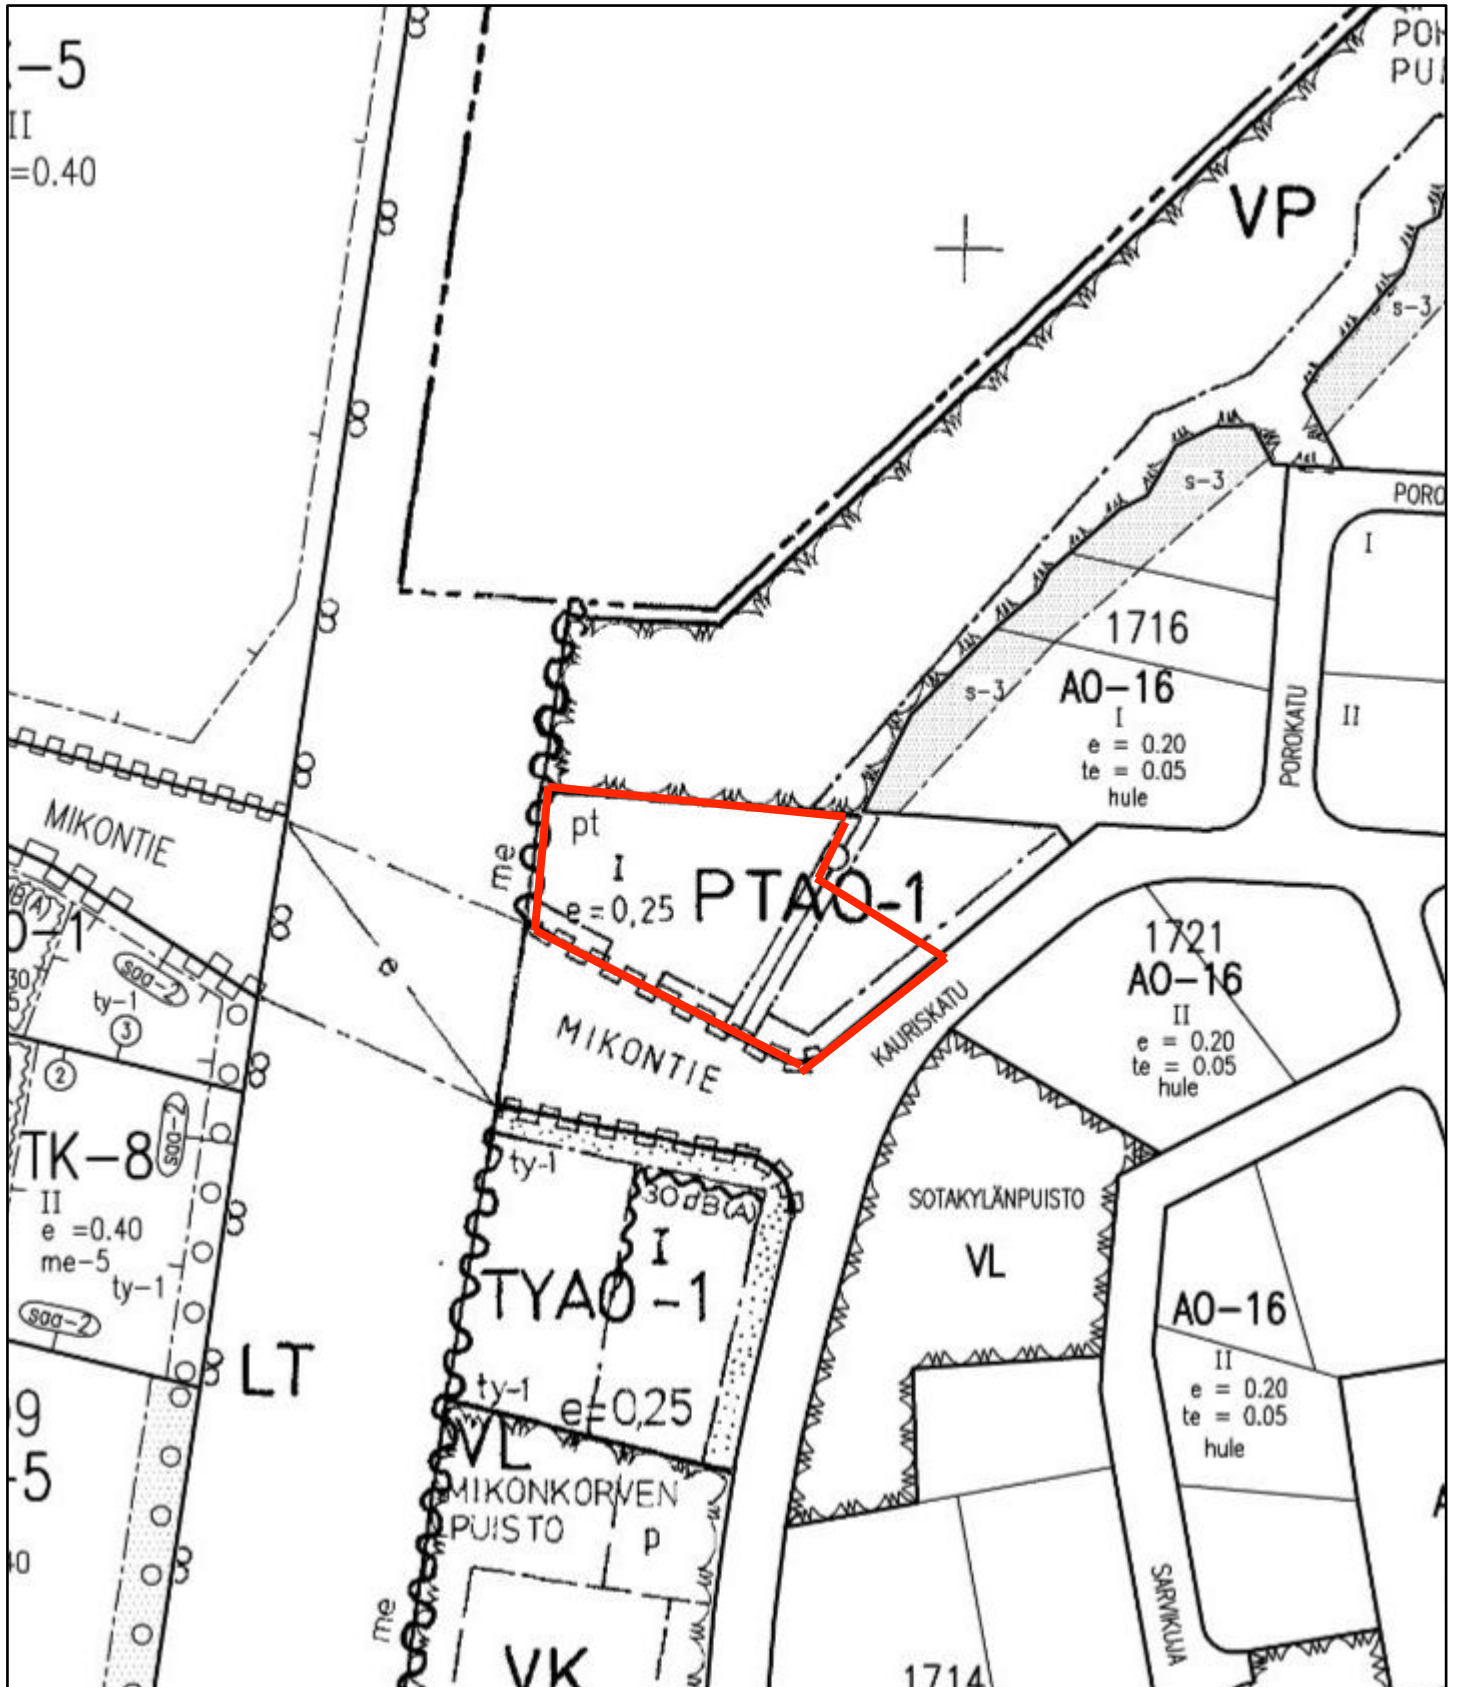 -5
II
=0.40
VP
s-3
s-3
PORO
I
1716
AO-16
I
e = 0.20
te = 0.05
hule
s-3
POROKATU
II
MIKONTIE
pt
me
I
e=0,25
PTAO-1
e
1721
AO-16
II
e = 0.20
te = 0.05
hule
KAURISKATU
MIKONTIE
saa-2
ty-1
3
2
TK-8
saa-2
II
e =0.40
me-5
ty-1
saa-2
ty-1
30dB(A)
I
TYAO-1
ty-1
e=0,25
SOTAKYLÄNPUISTO
VL
AO-16
II
e = 0.20
te = 0.05
hule
LT
9
-5
VL
MIKONKORVEN
PUISTO
p
me
VK
SARVIKUJA
1714